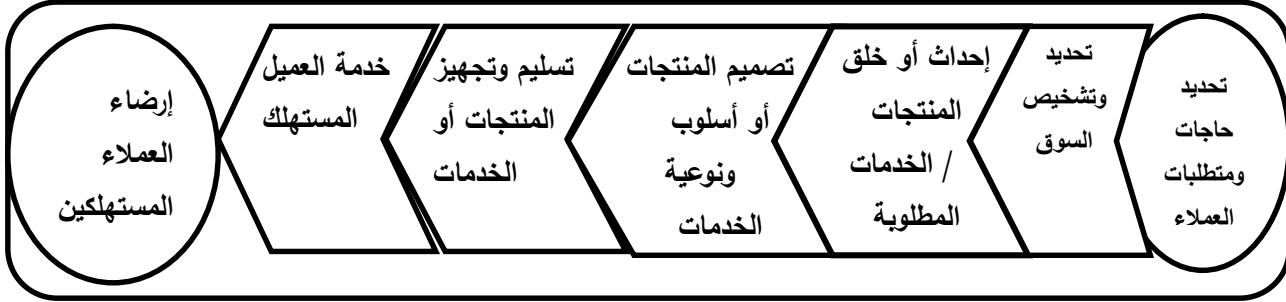 تحديد
حاجات
ومتطلبات
العملاء
تحديد
وتشخيص
السوق
إحداث أو خلق
المنتجات
/ الخدمات
المطلوبة
تصميم المنتجات
أو أسلوب
ونوعية
الخدمات
تسليم وتجهيز
المنتجات أو
الخدمات
خدمة العميل
المستهلك
إرضاء
العملاء
المستهلكين